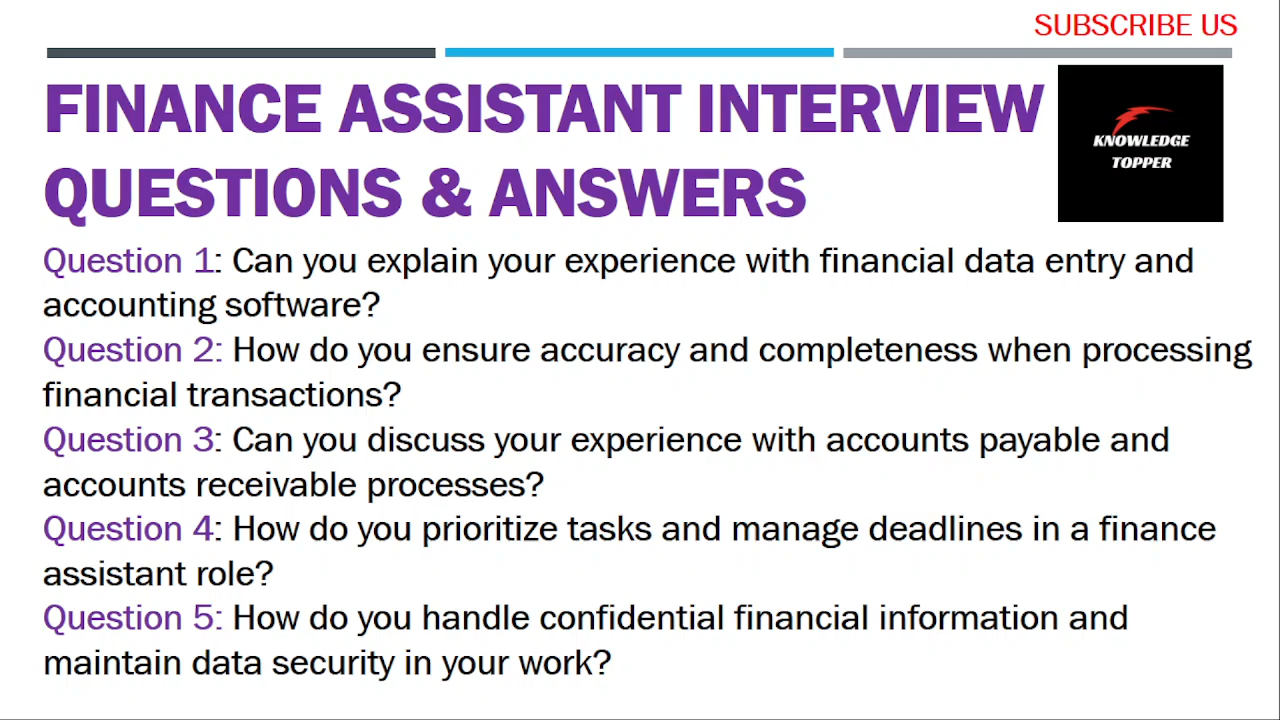 SUBSCRIBE US
FINANCE ASSISTANT INTERVIEW
QUESTIONS & ANSWERS
KNOWLEDGE
TOPPER
Question 1: Can you explain your experience with financial data entry and
accounting software?
Question 2: How do you ensure accuracy and completeness when processing
financial transactions?
Question 3: Can you discuss your experience with accounts payable and
accounts receivable processes?
Question 4: How do you prioritize tasks and manage deadlines in a finance
assistant role?
Question 5: How do you handle confidential financial information and
maintain data security in your work?